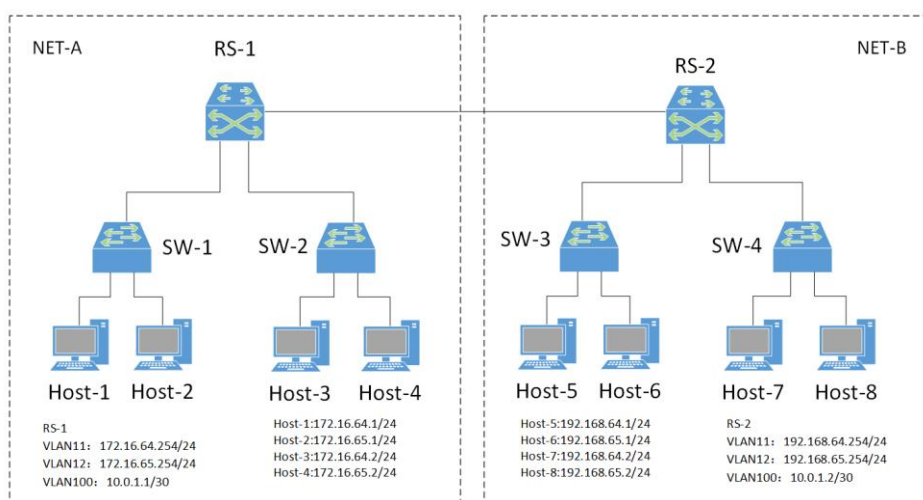 NET-A
RS-1
NET-B
RS-2
SW-1
SW-2
SW-3
SW-4
Host-1 Host-2
Host-3 Host-4
Host-5 Host-6
Host-7 Host-8
RS-1
VLAN11：172.16.64.254/24
VLAN12：172.16.65.254/24
VLAN100：10.0.1.1/30
Host-1:172.16.64.1/24
Host-2:172.16.65.1/24
Host-3:172.16.64.2/24
Host-4:172.16.65.2/24
Host-5:192.168.64.1/24
Host-6:192.168.65.1/24
Host-7:192.168.64.2/24
Host-8:192.168.65.2/24
RS-2
VLAN11：192.168.64.254/24
VLAN12：192.168.65.254/24
VLAN100：10.0.1.2/30